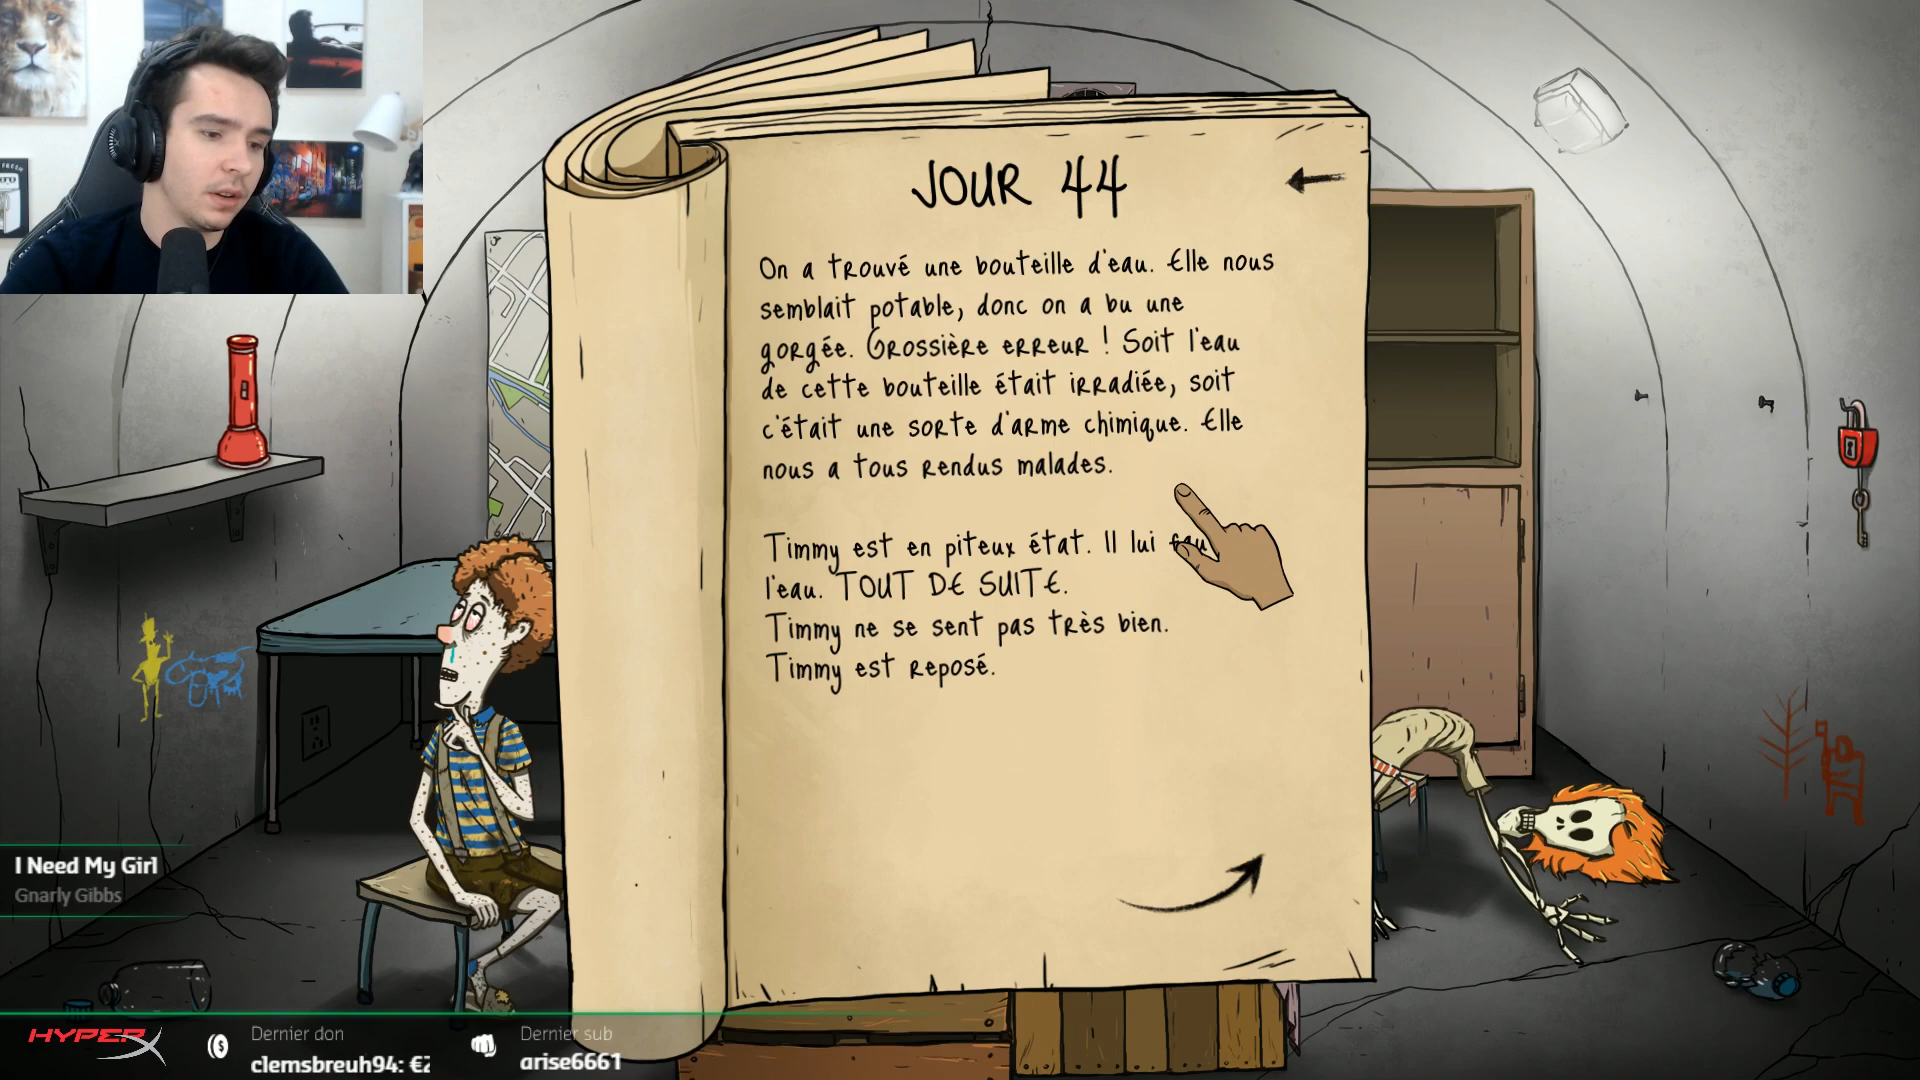 JOUR 44
On a trouvé une bouteille d'eau. Elle nous
semblait potable, donc on a bu une
gorgée. Grossière erreur ! Soit l'eau
de cette bouteille était irradiée, soit
c'était une sorte d'arme chimique. Elle
nous a tous rendus malades.
Timmy est en piteux état. Il lui
l'eau. TOUT DE SUITE.
Timmy ne se sent pas très bien.
Timmy est reposé.
I Need My Girl
Gnarly Gibbs
HYPERX
Dernier don
clemsbreuh94: €2
Dernier sub
arise6661